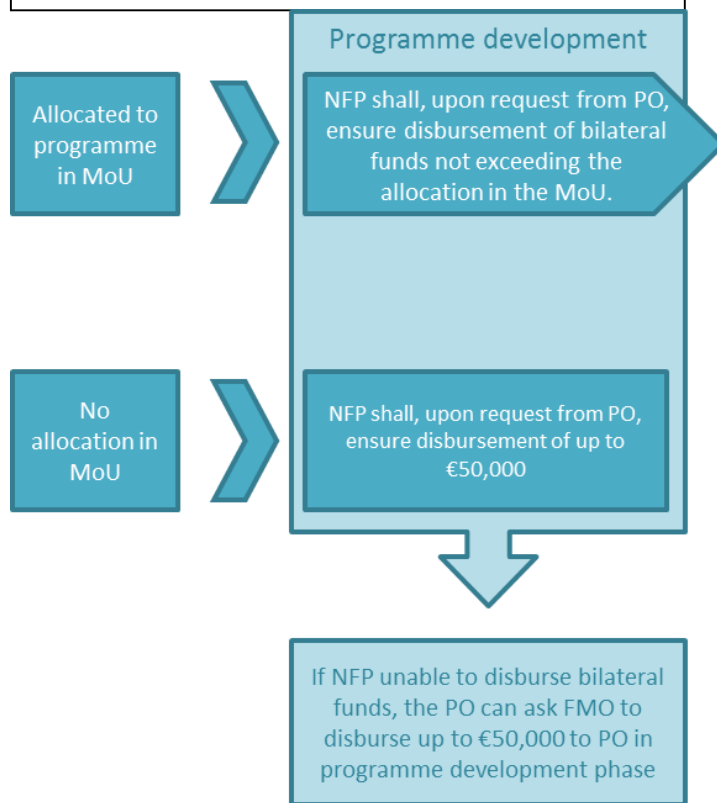 Programme development
Allocated to
programme
in MoU
NFP shall, upon request from PO,
ensure disbursement of bilateral
funds not exceeding the
allocation in the MoU.
No
allocation in
MoU
NFP shall, upon request from PO,
ensure disbursement of up to
€50,000
If NFP unable to disburse bilateral
funds, the PO can ask FMO to
disburse up to €50,000 to PO in
programme development phase